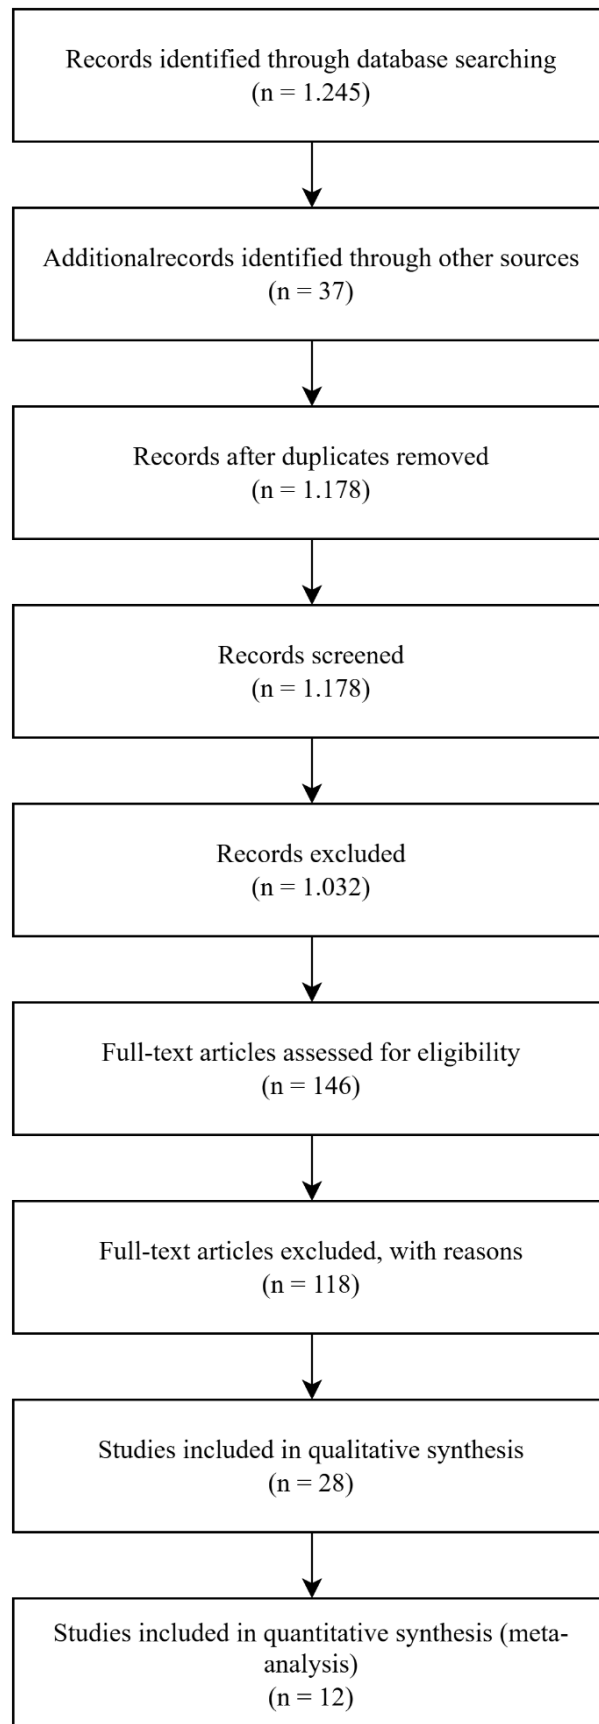 Records identified through database searching
(n = 1.245)
Additionalrecords identified through other sources
(n = 37)
Records after duplicates removed
(n = 1.178)
Records screened
(n = 1.178)
Records excluded
(n = 1.032)
Full-text articles assessed for eligibility
(n = 146)
Full-text articles excluded, with reasons
(n = 118)
Studies included in qualitative synthesis
(n = 28)
Studies included in quantitative synthesis (meta-
analysis)
(n = 12)